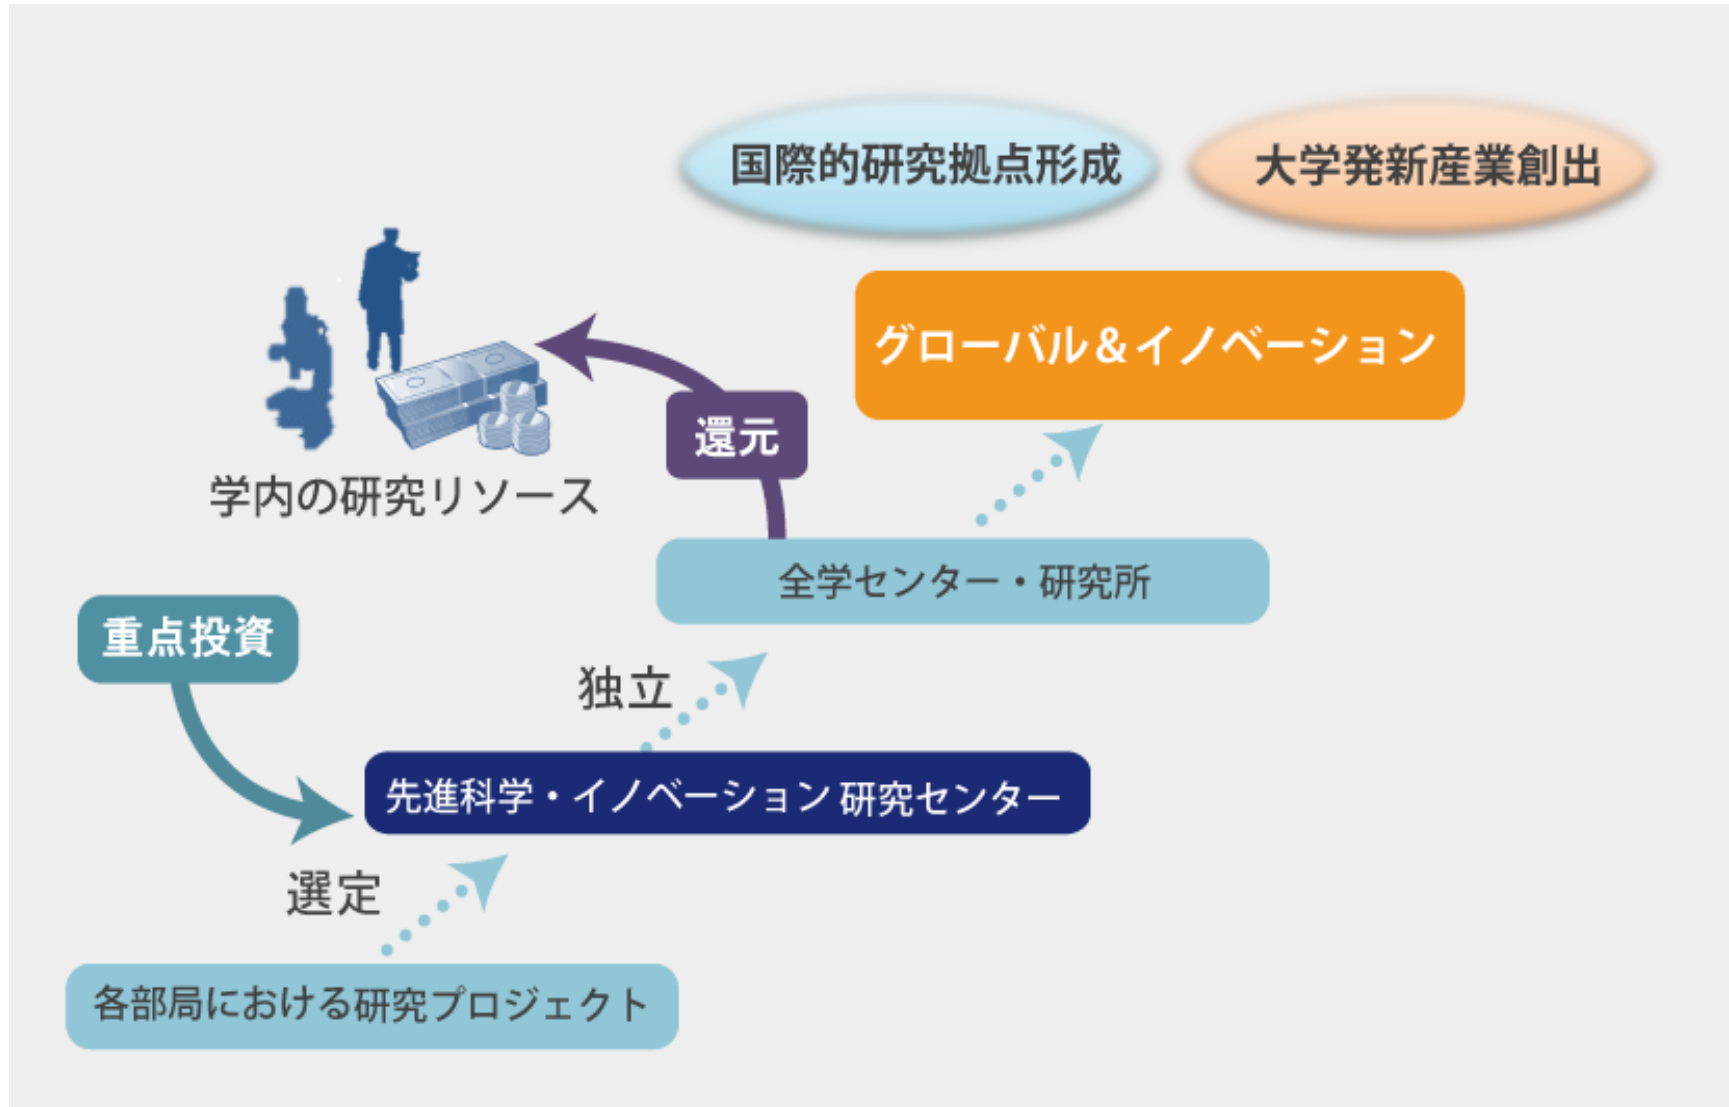 国際的研究拠点形成
大学発新産業創出
グローバル＆イノベーション
還元
学内の研究リソース
全学センター・研究所
重点投資
独立
先進科学・イノベーション研究センター
選定
各部局における研究プロジェクト